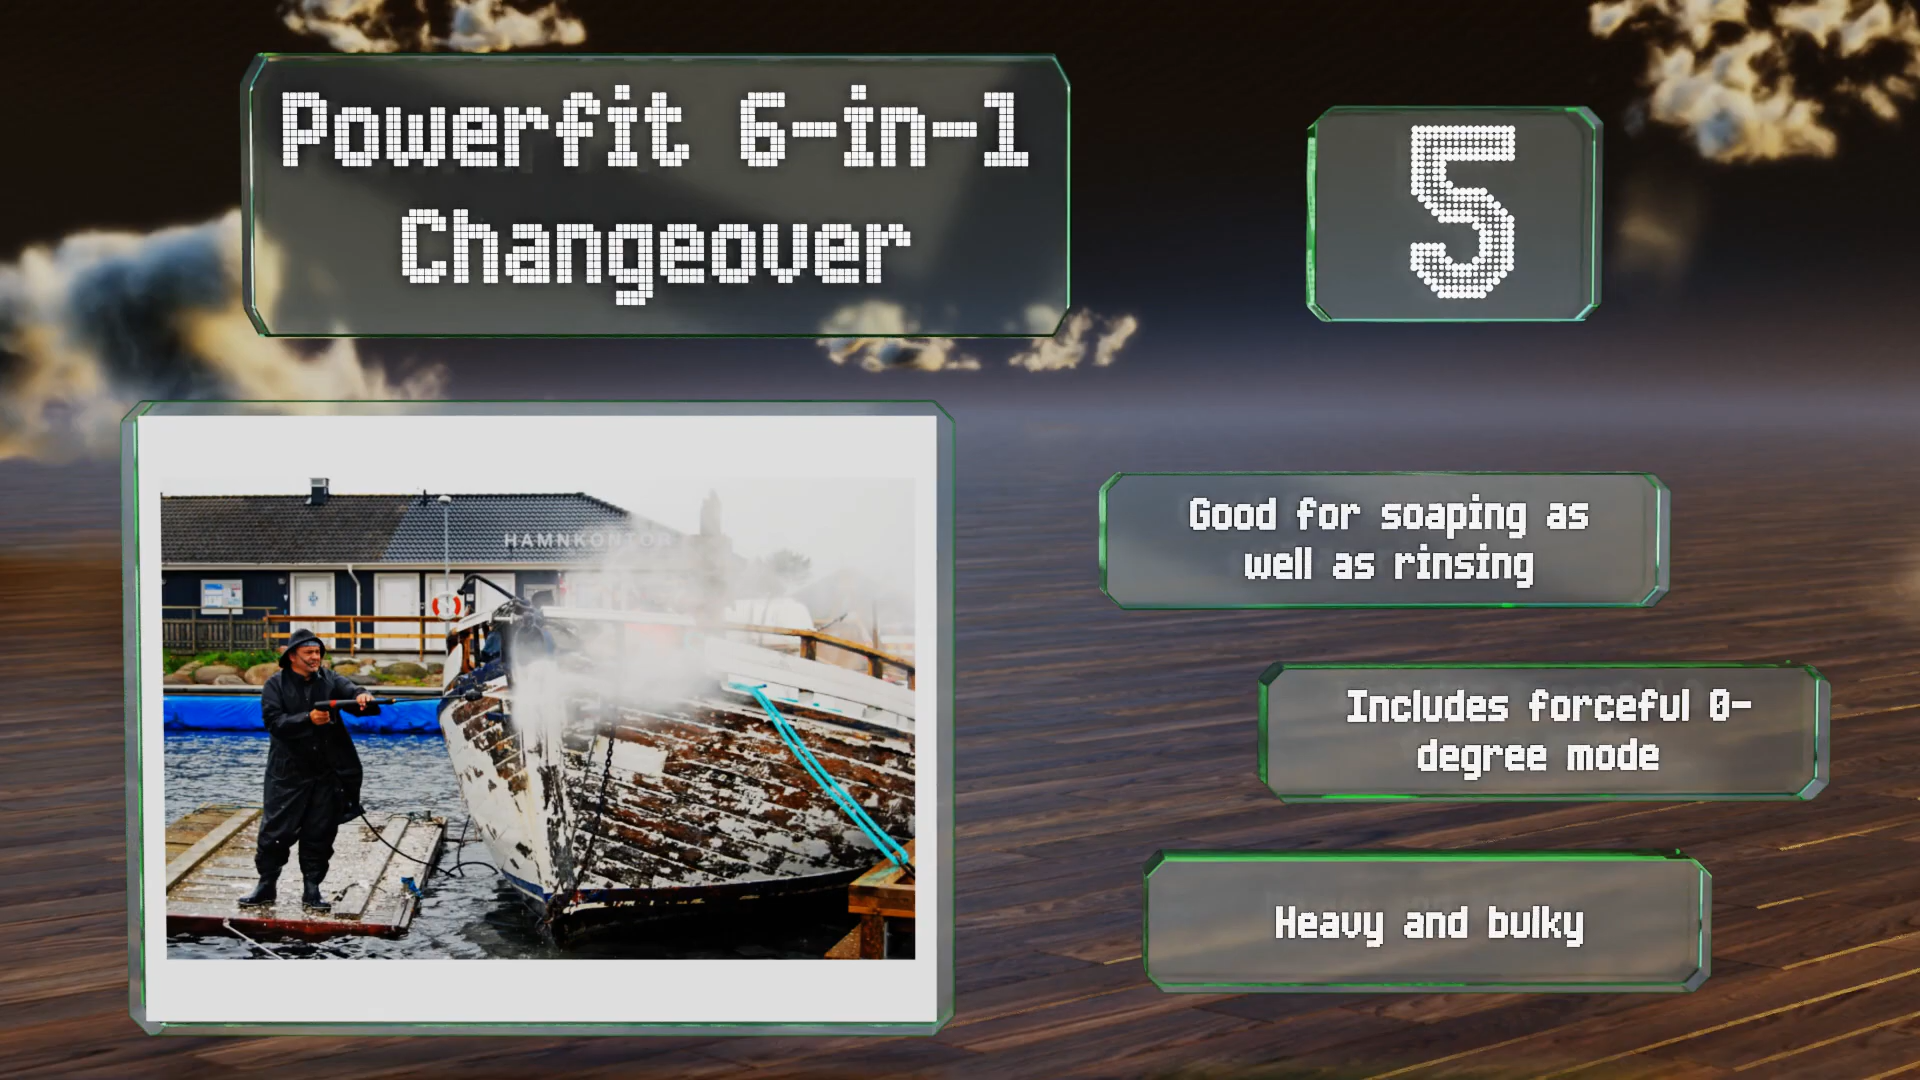 Powerfit 6-in-1
Changeover
5
HAMNKONTOR
Good for soaping as
well as rinsing
Includes forceful 0-
degree mode
Heavy and bulky